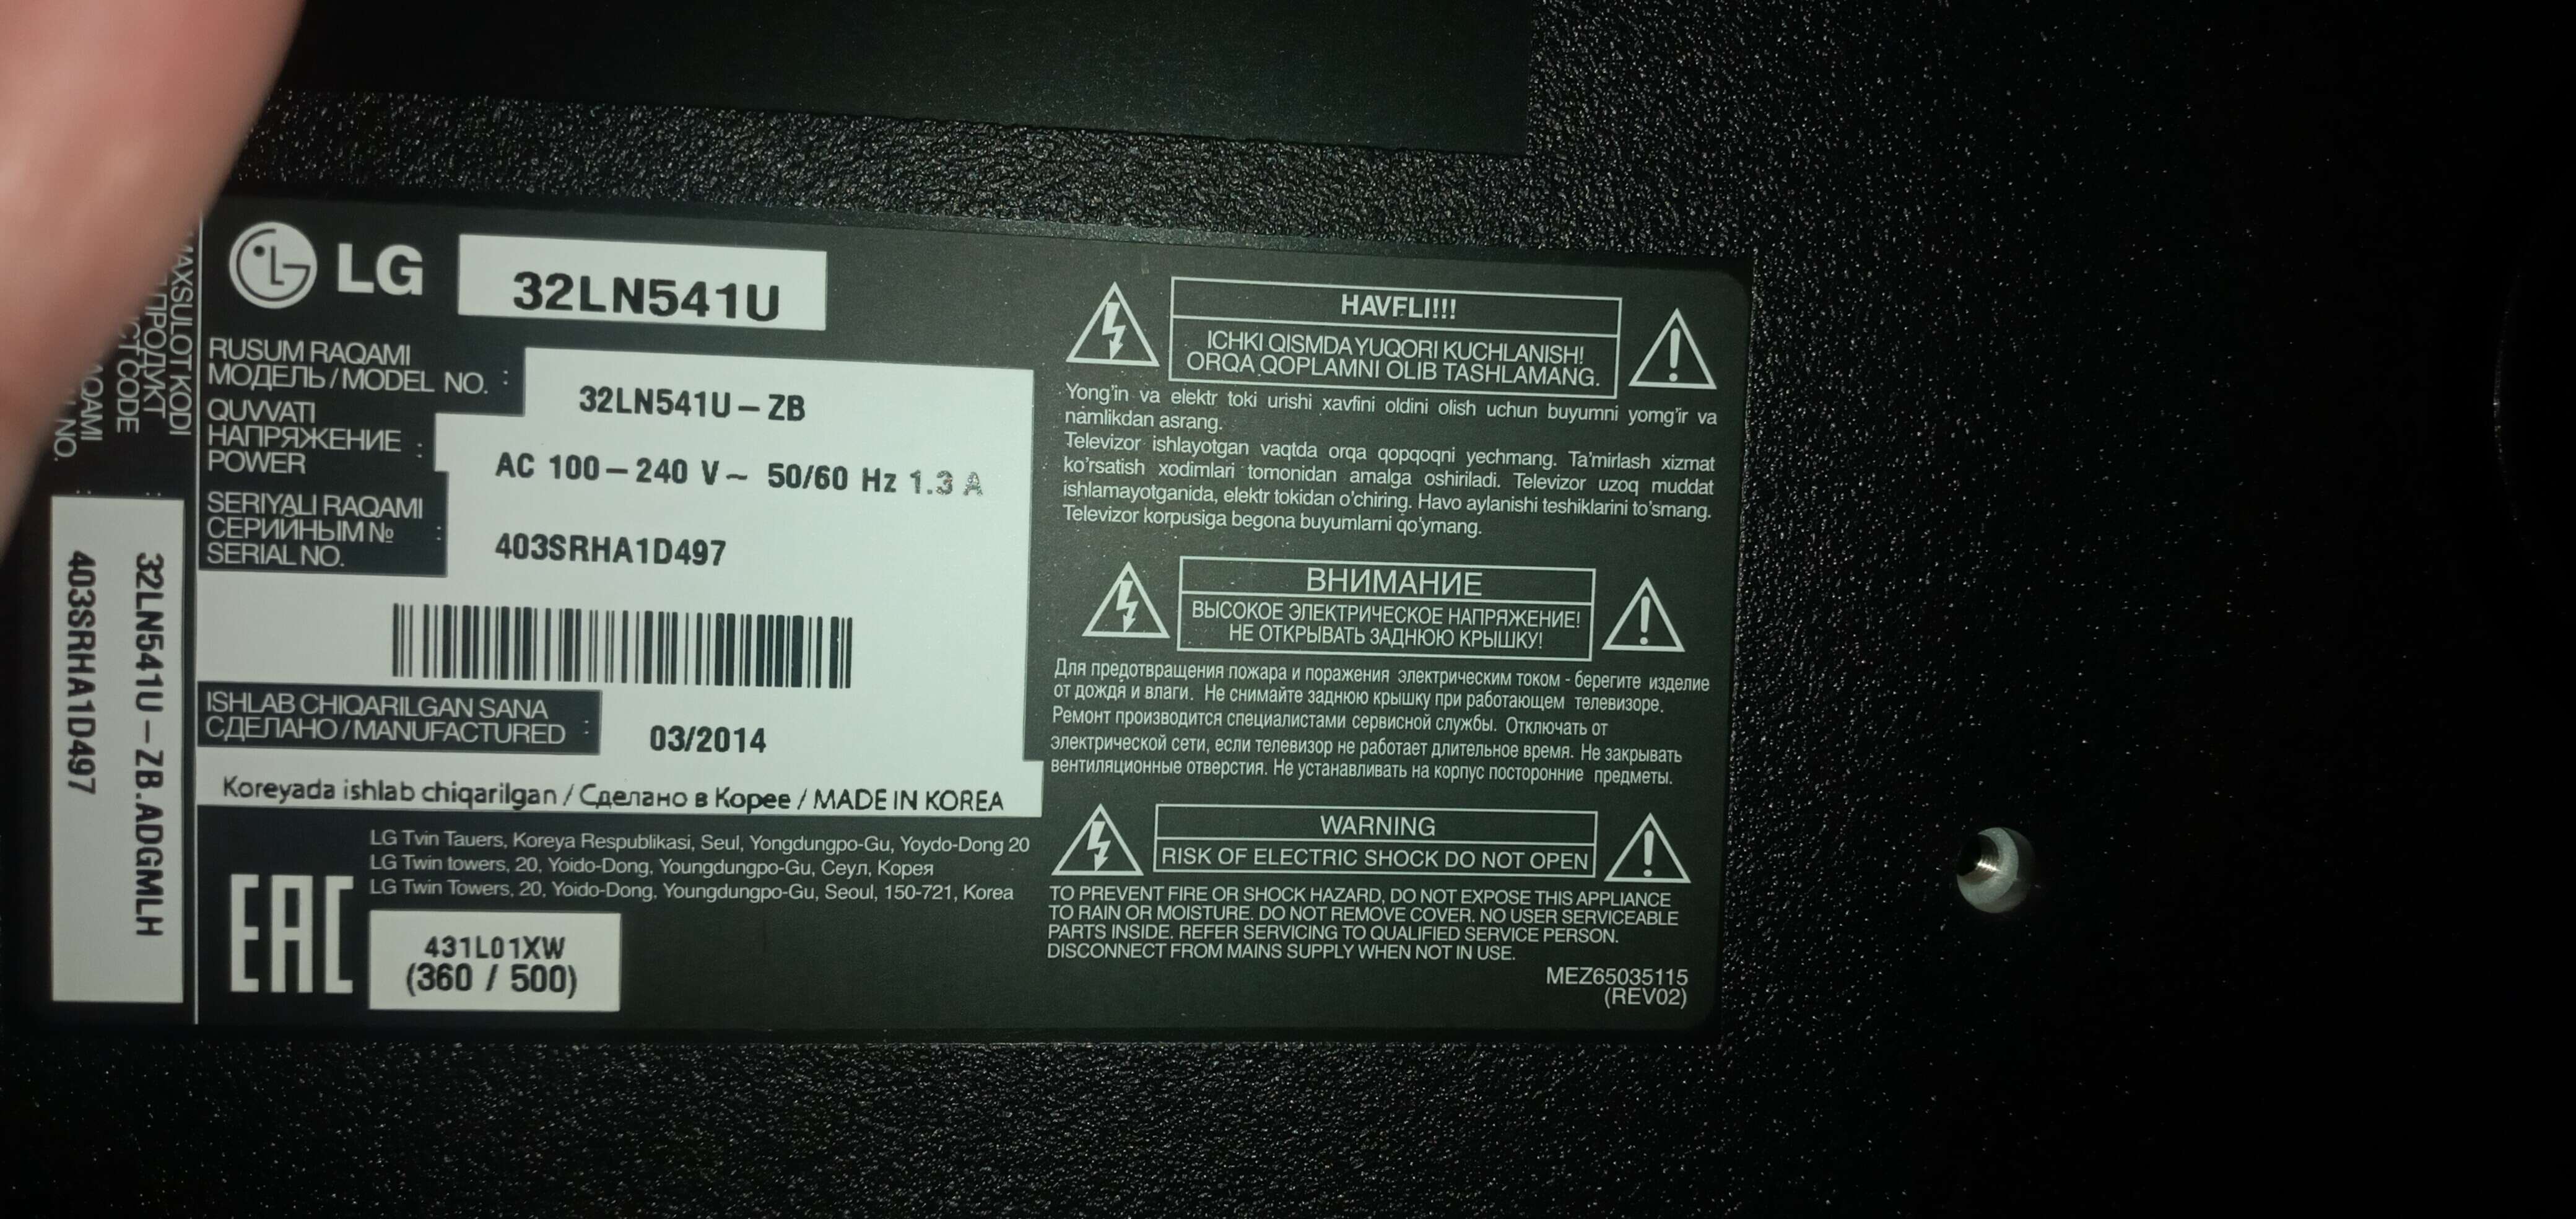 LG 32LN541U
RUSUM RAQAMI
МОДЕЛЬ / MODEL NO. : 32LN541U – ZB
QUVVATI
НАПРЯЖЕНИЕ :
POWER
AC 100 – 240 V~ 50/60 Hz 1.3 A
SERIYALI RAQAMI
СЕРИЙНЫМ № :
SERIAL NO.
403SRHA1D497
ISHLAB CHIQARILGAN SANA
СДЕЛАНО / MANUFACTURED : 03/2014
Koreyada ishlab chiqarilgan / Сделано в Корее / MADE IN KOREA
LG Tvin Tauers, Koreya Respublikasi, Seul, Yongdungpo-Gu, Yoydo-Dong 20
LG Twin towers, 20, Yoido-Dong, Youngdungpo-Gu, Сеул, Корея
LG Twin Towers, 20, Yoido-Dong, Youngdungpo-Gu, Seoul, 150-721, Korea
EAC
431L01XW
(360 / 500)
MAXSULOT KODI
ПРОДУКТ
CODE
32LN541U – ZB.ADGMLH
NO.
403SRHA1D497
HAVFLI!!!
ICHKI QISMDA YUQORI KUCHLANISH!
ORQA QOPLAMNI OLIB TASHLAMANG.
Yong'in va elektr toki urishi xavfini oldini olish uchun buyumni yomg'ir va
namlikdan asrang.
Televizor ishlayotgan vaqtda orqa qopqoqni yechmang. Ta'mirlash xizmat
ko'rsatish xodimlari tomonidan amalga oshiriladi. Televizor uzoq muddat
ishlamayotganida, elektr tokidan o'chiring. Havo aylanishi teshiklarini to'smang.
Televizor korpusiga begona buyumlarni qo'ymang.
ВНИМАНИЕ
ВЫСОКОЕ ЭЛЕКТРИЧЕСКОЕ НАПРЯЖЕНИЕ!
НЕ ОТКРЫВАТЬ ЗАДНЮЮ КРЫШКУ!
Для предотвращения пожара и поражения электрическим током - берегите изделие
от дождя и влаги. Не снимайте заднюю крышку при работающем телевизоре.
Ремонт производится специалистами сервисной службы. Отключать от
электрической сети, если телевизор не работает длительное время. Не закрывать
вентиляционные отверстия. Не устанавливать на корпус посторонние предметы.
WARNING
RISK OF ELECTRIC SHOCK DO NOT OPEN
TO PREVENT FIRE OR SHOCK HAZARD, DO NOT EXPOSE THIS APPLIANCE
TO RAIN OR MOISTURE. DO NOT REMOVE COVER. NO USER SERVICEABLE
PARTS INSIDE. REFER SERVICING TO QUALIFIED SERVICE PERSON.
DISCONNECT FROM MAINS SUPPLY WHEN NOT IN USE.
MEZ65035115
(REV02)